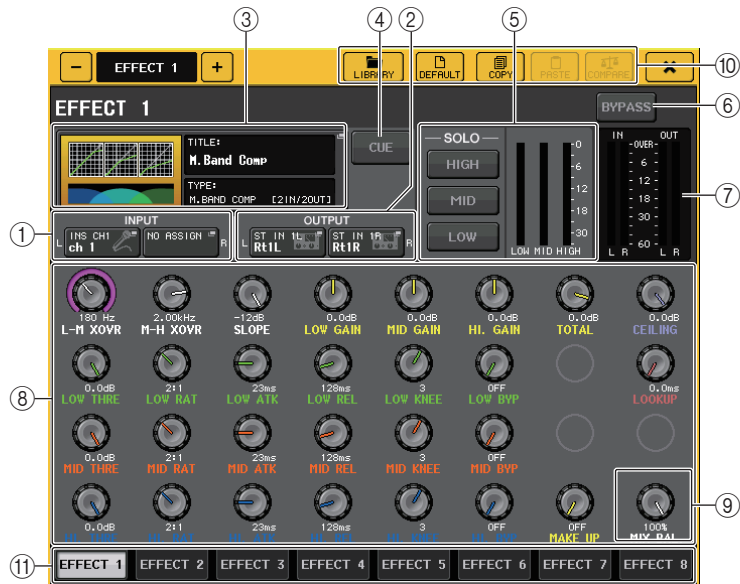 ③ ④ ② ⑤
− EFFECT 1 + LIBRARY DEFAULT COPY PASTE COMPARE ✖ ⑩
EFFECT 1 BYPASS ⑥
TITLE:
M.Band Comp
TYPE:
M.BAND COMP [2IN/2OUT]
CUE
SOLO
HIGH
MID
LOW
-0
-6
-12
-18
-30
LOW MID HIGH
IN OUT
-OVER-
- 6 -
- 12 -
- 18 -
- 30 -
- 60 -
L R L R
⑦
① INPUT
L INS CH1 ch 1 NO ASSIGN R
OUTPUT
L ST IN 1L Rt1L ST IN 1R Rt1R R
180 Hz 2.00kHz -12dB 0.0dB 0.0dB 0.0dB 0.0dB 0.0dB
L-M XOVR M-H XOVR SLOPE LOW GAIN MID GAIN HI. GAIN TOTAL CEILING
⑧
0.0dB 2:1 23ms 128ms 3 OFF 0.0ms
LOW THRE LOW RAT LOW ATK LOW REL LOW KNEE LOW BYP LOOKUP
0.0dB 2:1 23ms 128ms 3 OFF
MID THRE MID RAT MID ATK MID REL MID KNEE MID BYP
⑨
0.0dB 2:1 23ms 128ms 3 OFF OFF 100%
MAKE UP MIX BAL
⑪ EFFECT 1 EFFECT 2 EFFECT 3 EFFECT 4 EFFECT 5 EFFECT 6 EFFECT 7 EFFECT 8